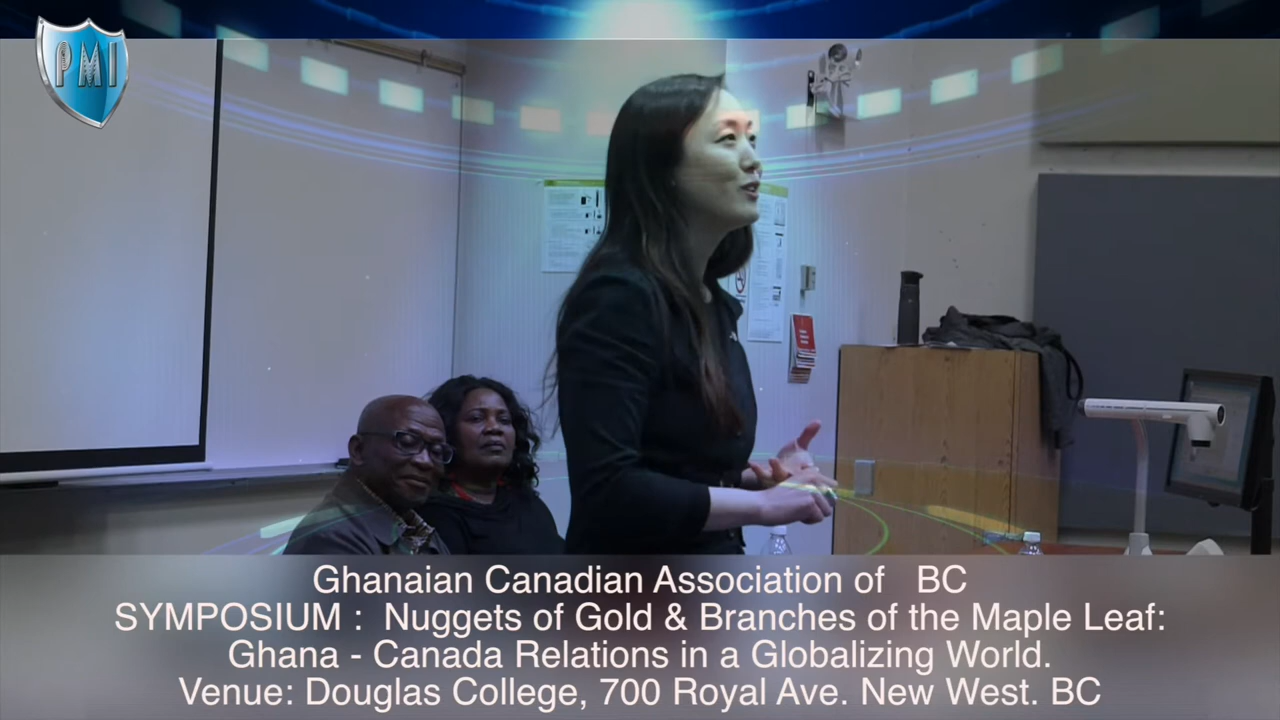 PMI
Ghanaian Canadian Association of BC
SYMPOSIUM : Nuggets of Gold & Branches of the Maple Leaf:
Ghana - Canada Relations in a Globalizing World.
Venue: Douglas College, 700 Royal Ave. New West. BC